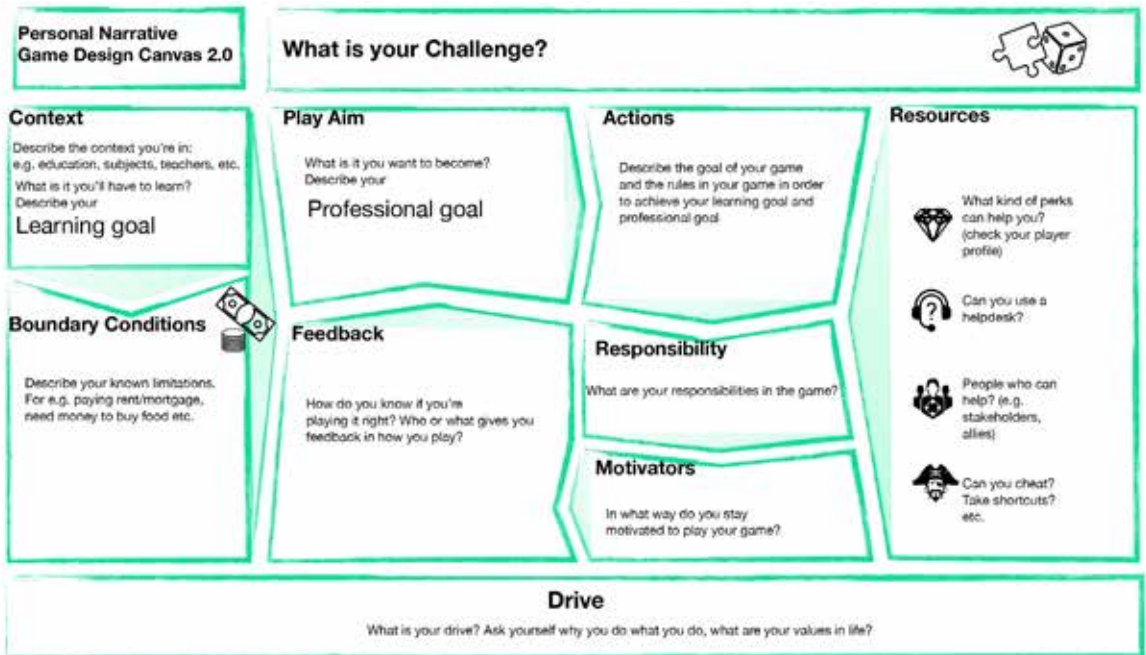 Personal Narrative
Game Design Canvas 2.0
What is your Challenge?
Context
Describe the context you're in:
e.g. education, subjects, teachers, etc.
What is it you'll have to learn?
Describe your
Learning goal
Boundary Conditions
Describe your known limitations.
For e.g. paying rent/mortgage,
need money to buy food etc.
Play Aim
What is it you want to become?
Describe your
Professional goal
Feedback
How do you know if you're
playing it right? Who or what gives you
feedback in how you play?
Actions
Describe the goal of your game
and the rules in your game in order
to achieve your learning goal and
professional goal
Responsibility
What are your responsibilities in the game?
Motivators
In what way do you stay
motivated to play your game?
Resources
What kind of perks
can help you?
(check your player
profile)
?
Can you use a
helpdesk?
People who can
help? (e.g.
stakeholders,
allies)
Can you cheat?
Take shortcuts?
etc.
Drive
What is your drive? Ask yourself why you do what you do, what are your values in life?